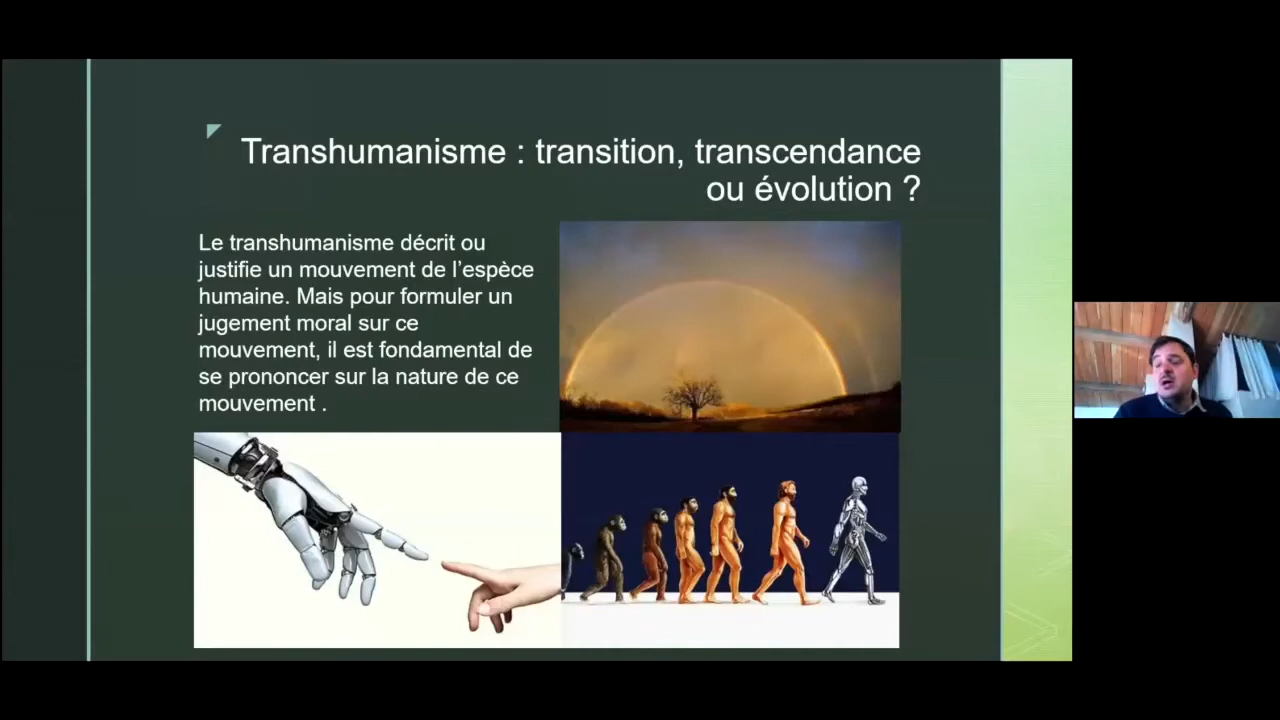 Transhumanisme : transition, transcendance
ou évolution ?
Le transhumanisme décrit ou
justifie un mouvement de l’espèce
humaine. Mais pour formuler un
jugement moral sur ce
mouvement, il est fondamental de
se prononcer sur la nature de ce
mouvement .